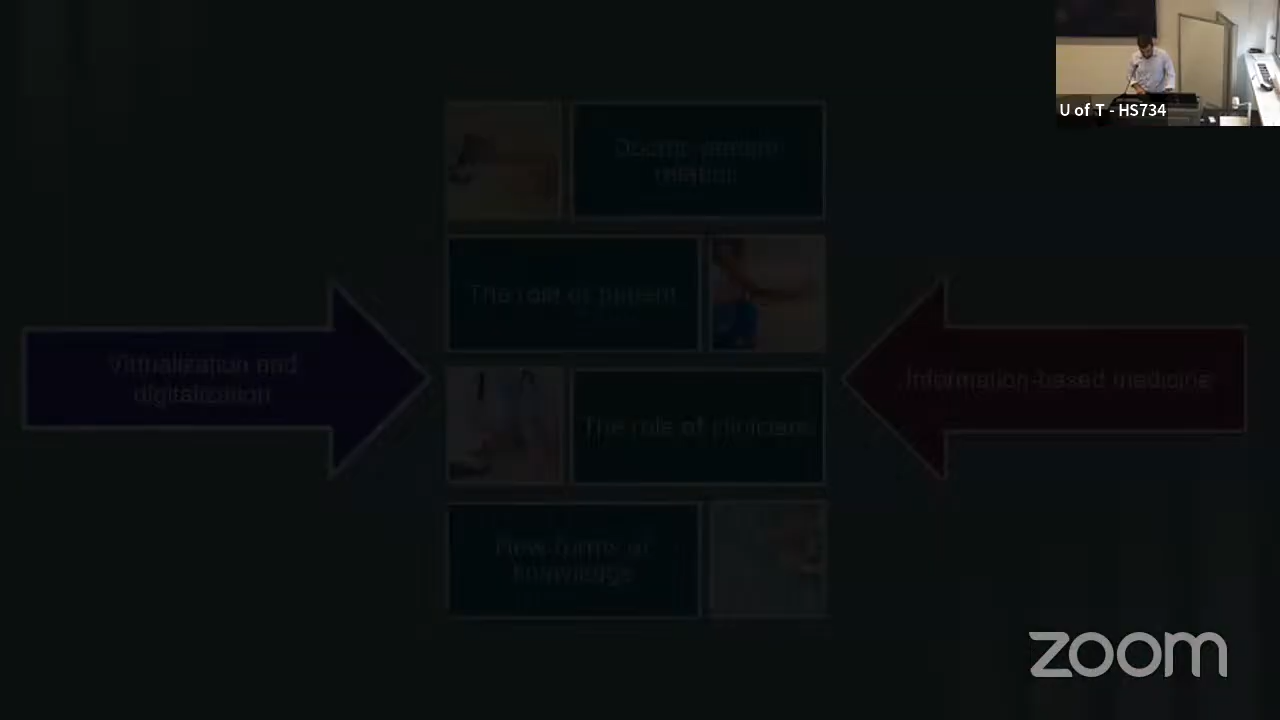 U of T - HS734
Doctor-patient
relation
The role of patient
Virtualization and
digitalization
Information-based medicine
The role of clinicians
New forms of
knowledge
zoom